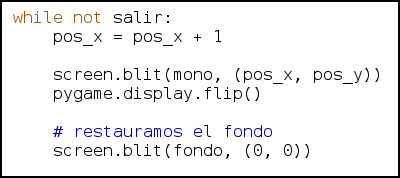 while not salir:
    pos_x = pos_x + 1

    screen.blit(mono, (pos_x, pos_y))
    pygame.display.flip()

    # restauramos el fondo
    screen.blit(fondo, (0, 0))